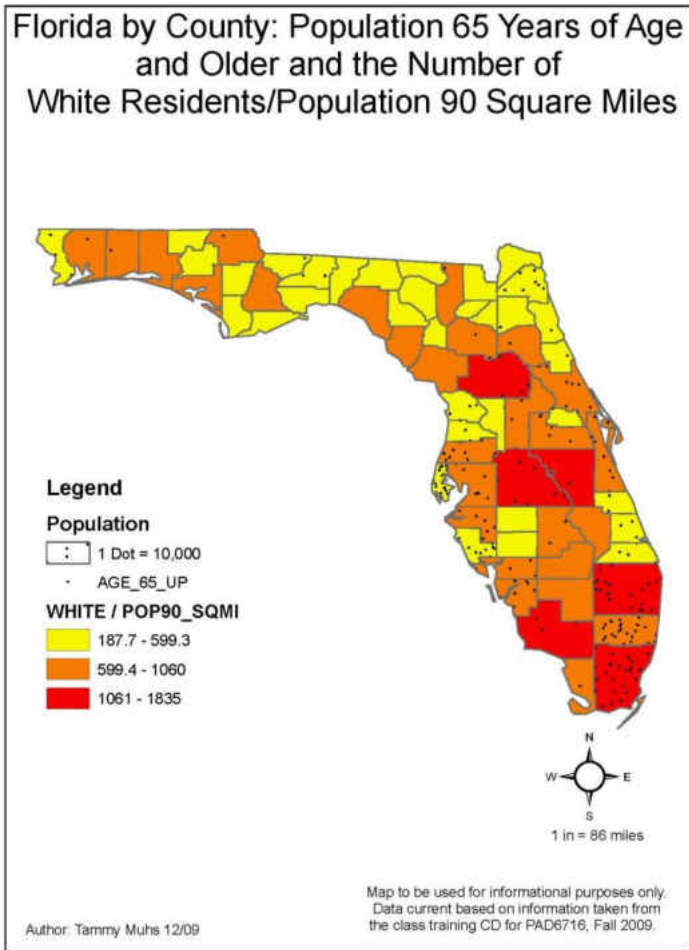 Florida by County: Population 65 Years of Age
and Older and the Number of
White Residents/Population 90 Square Miles
Legend
Population
1 Dot = 10,000
AGE_65_UP
WHITE / POP90_SQMI
187.7 - 599.3
599.4 - 1060
1061 - 1835
N
W E
S
1 in = 86 miles
Map to be used for informational purposes only.
Data current based on information taken from
the class training CD for PAD6716, Fall 2009.
Author: Tammy Muhs 12/09